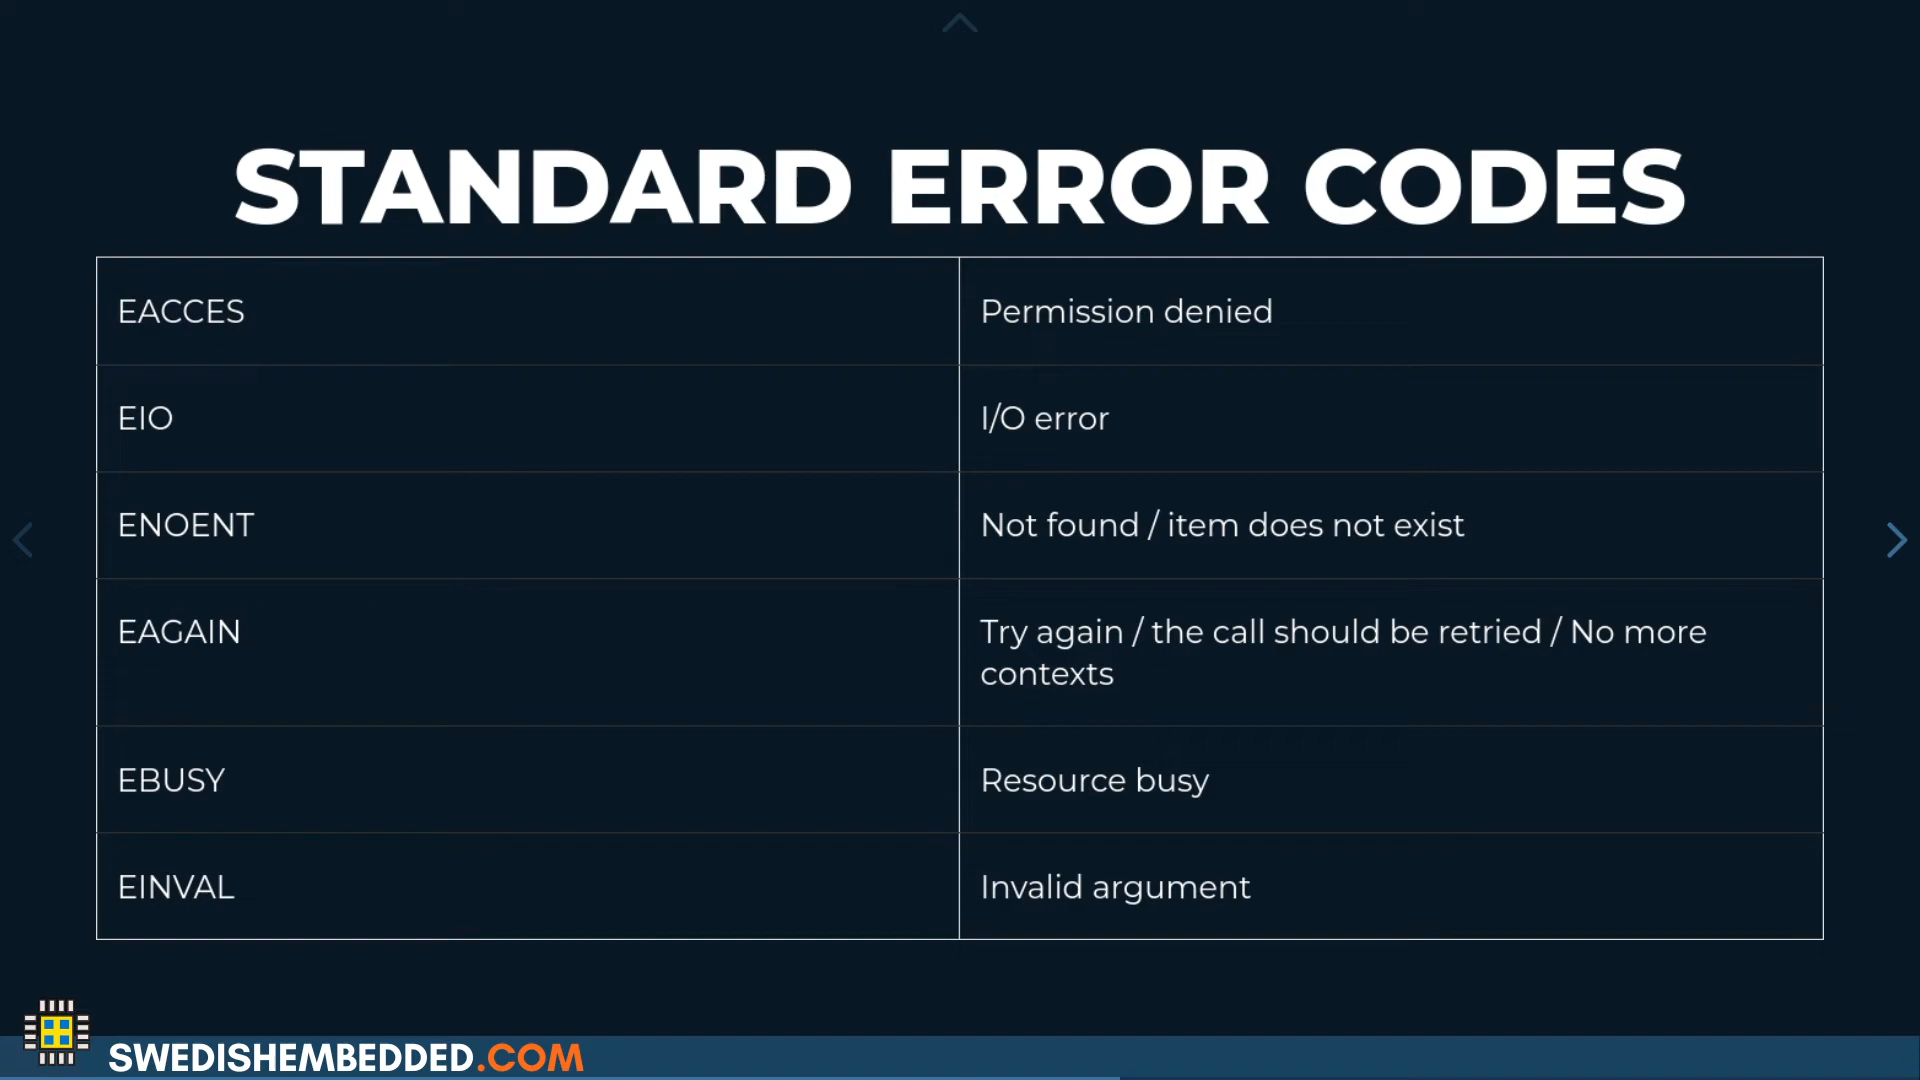 STANDARD ERROR CODES
EACCES
Permission denied
EIO
I/O error
ENOENT
Not found / item does not exist
EAGAIN
Try again / the call should be retried / No more
contexts
EBUSY
Resource busy
EINVAL
Invalid argument
SWEDISHEMBEDDED.COM